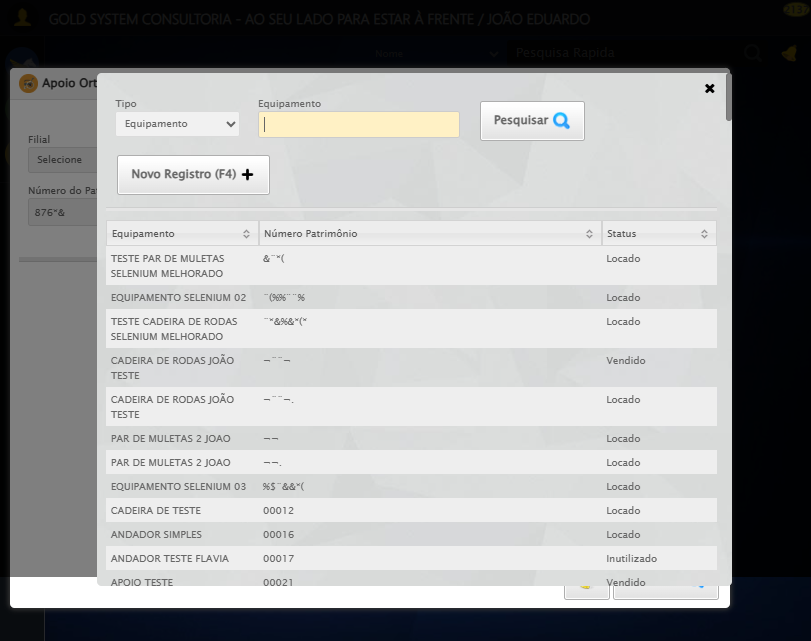 GOLD SYSTEM CONSULTORIA - AO SEU LADO PARA ESTAR À FRENTE / JOÃO EDUARDO
Nome
Pesquisa Rapida
Apoio Ort
Filial
Selecione
Número do Pa
876*&
Tipo
Equipamento
Equipamento
Pesquisar
Novo Registro (F4)
Equipamento Número Patrimônio Status
TESTE PAR DE MULETAS &¨*( Locado
SELENIUM MELHORADO
EQUIPAMENTO SELENIUM 02 ¨(%%¨¨% Locado
TESTE CADEIRA DE RODAS ¨*&%&*(* Locado
SELENIUM MELHORADO
CADEIRA DE RODAS JOÃO ¬¨¨¬ Vendido
TESTE
CADEIRA DE RODAS JOÃO ¬¨¨¬. Locado
TESTE
PAR DE MULETAS 2 JOAO ¬¬ Locado
PAR DE MULETAS 2 JOAO ¬¬. Locado
EQUIPAMENTO SELENIUM 03 %$¨&&*( Locado
CADEIRA DE TESTE 00012 Locado
ANDADOR SIMPLES 00016 Locado
ANDADOR TESTE FLAVIA 00017 Inutilizado
APOIO TESTE 00021 Vendido